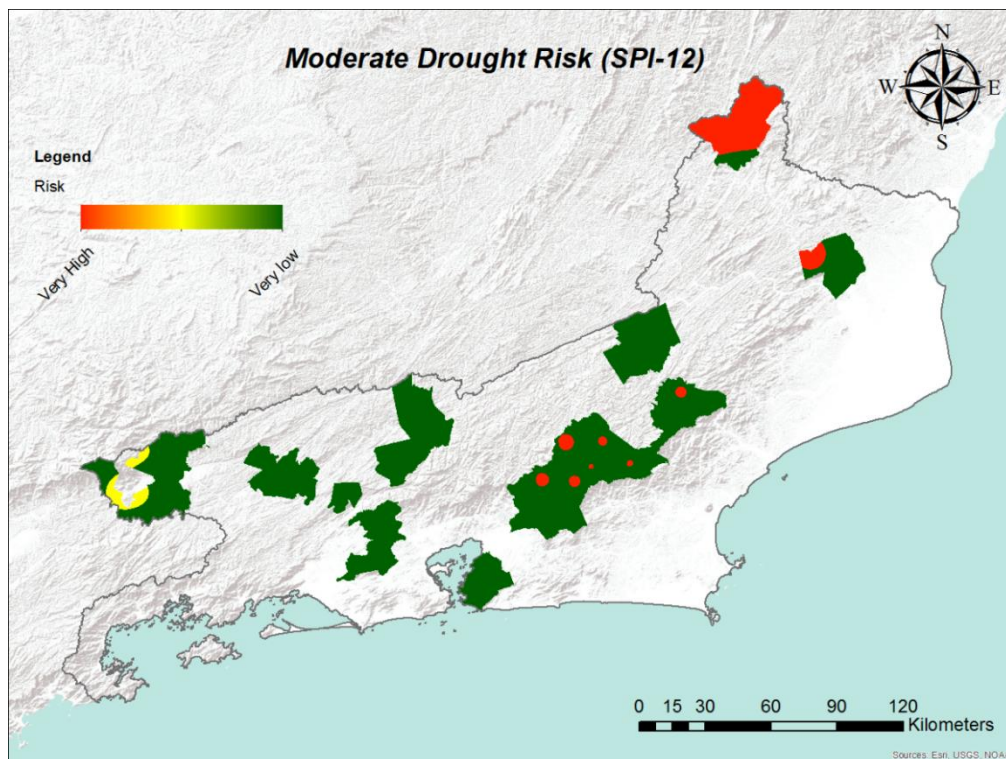 Moderate Drought Risk (SPI-12)
N
W E
S
Legend
Risk
Very High
Very low
0 15 30 60 90 120
Kilometers
Sources: Esri, USGS, NOAA